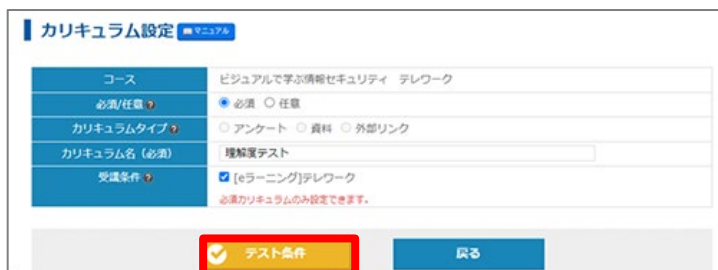 カリキュラム設定 マニュアル
コース ビジュアルで学ぶ情報セキュリティ テレワーク
必須/任意 ? 必須 任意
カリキュラムタイプ ? アンケート 資料 外部リンク
カリキュラム名（必須） 理解度テスト
受講条件 ? [eラーニング]テレワーク
必須カリキュラムのみ設定できます。
テスト条件 戻る